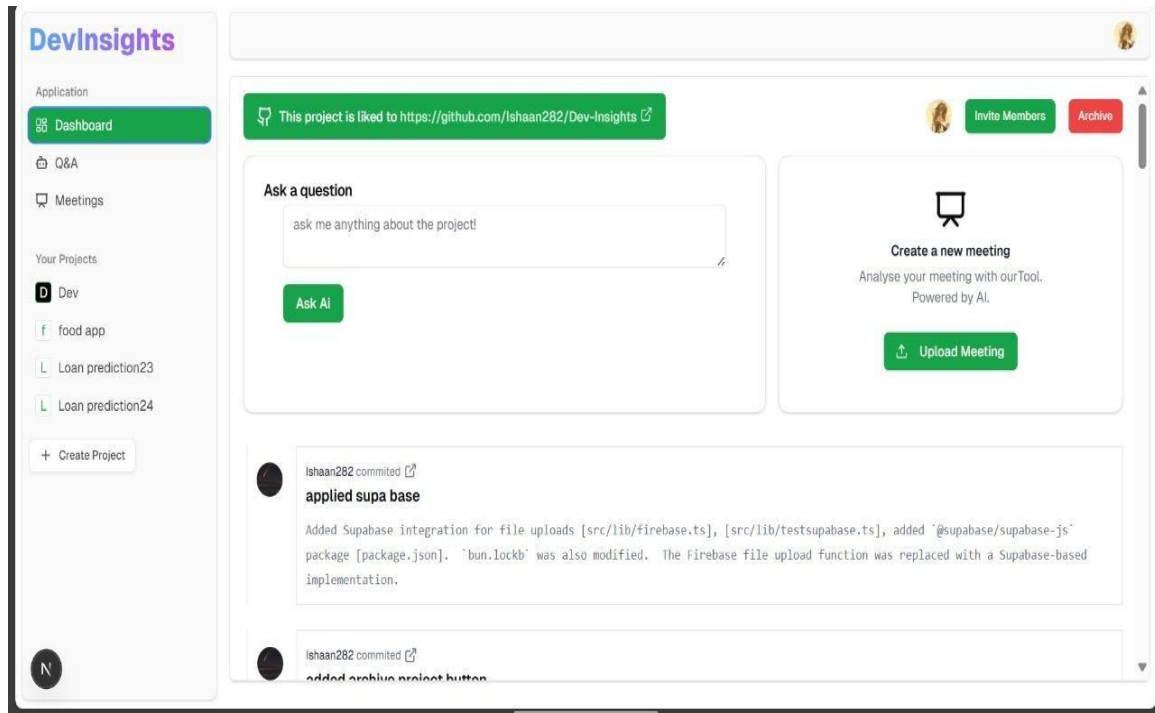 DevInsights
Application
Dashboard
Q&A
Meetings
Your Projects
D Dev
f food app
L Loan prediction23
L Loan prediction24
+ Create Project
N
This project is liked to https://github.com/Ishaan282/Dev-Insights
Invite Members
Archive
Ask a question
ask me anything about the project!
Ask Ai
Create a new meeting
Analyse your meeting with ourTool.
Powered by AI.
Upload Meeting
Ishaan282 commited
applied supa base
Added Supabase integration for file uploads [src/lib/firebase.ts], [src/lib/testsupabase.ts], added `@supabase/supabase-js`
package [package.json]. `bun.lockb` was also modified. The Firebase file upload function was replaced with a Supabase-based
implementation.
Ishaan282 commited
added archive project button